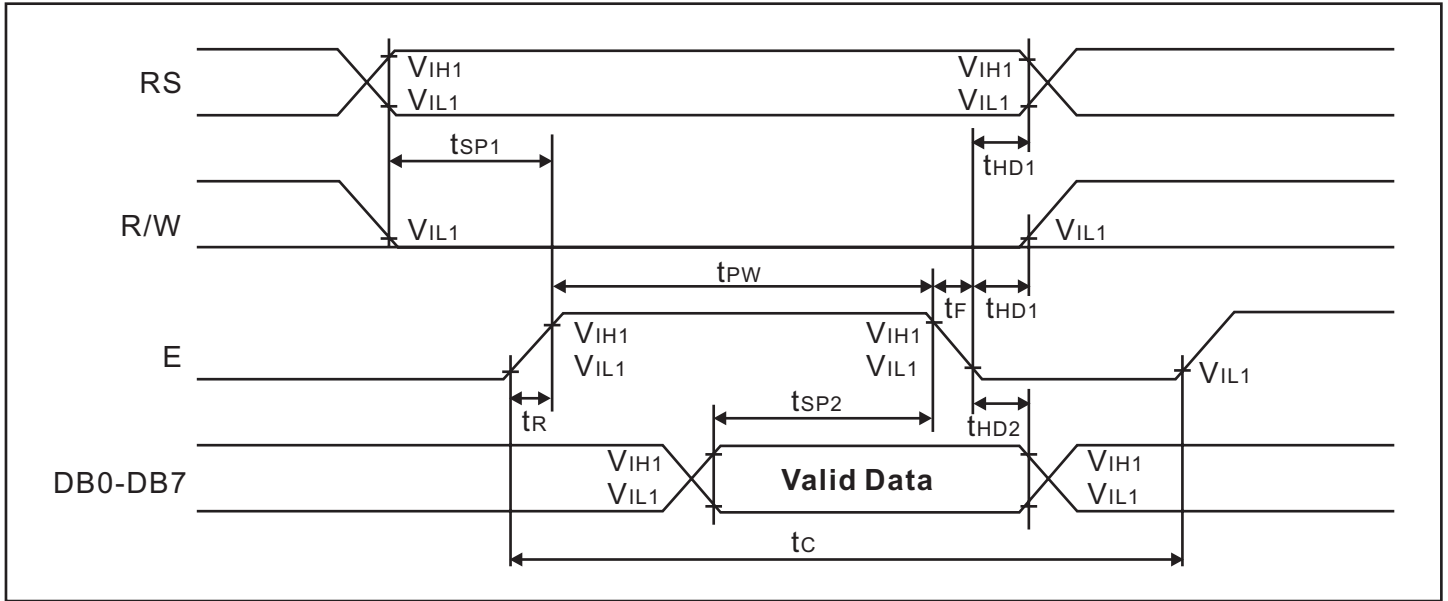 RS
VIH1
VIL1
VIH1
VIL1
tSP1
tHD1
R/W
VIL1
VIL1
tPW
tF
tHD1
E
VIH1
VIL1
VIH1
VIL1
VIL1
tR
tSP2
tHD2
DB0-DB7
VIH1
VIL1
Valid Data
VIH1
VIL1
tC